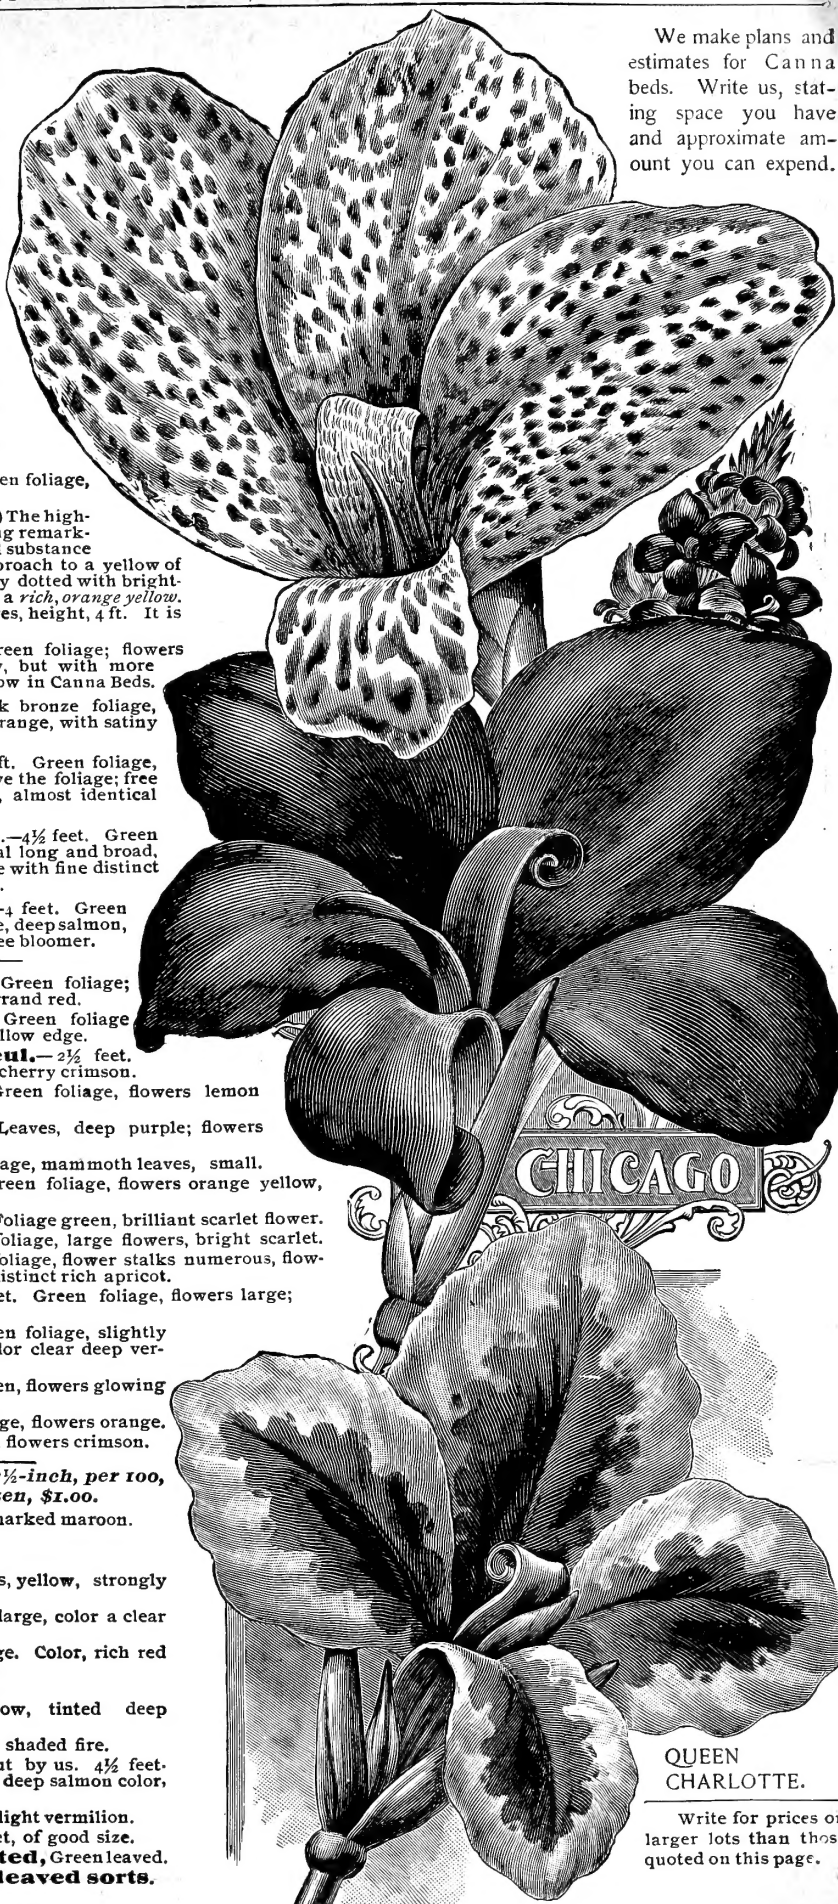 We make plans and
estimates for Canna
beds. Write us, stat-
ing space you have
and approximate am-
ount you can expend.
en foliage,
) The high-
g remark-
substance
proach to a yellow of
y dotted with bright-
a rich, orange yellow.
es, height, 4 ft. It is
reen foliage; flowers
, but with more
ow in Canna Beds.
k bronze foliage,
range, with satiny
ft. Green foliage,
ve the foliage; free
, almost identical
.—4½ feet. Green
al long and broad,
e with fine distinct
.
-4 feet. Green
e, deep salmon,
ee bloomer.
Green foliage;
rand red.
Green foliage
llow edge.
eul.—2½ feet.
cherry crimson.
Green foliage, flowers lemon
Leaves, deep purple; flowers
age, mammoth leaves, small.
reen foliage, flowers orange yellow,
Foliage green, brilliant scarlet flower.
foliage, large flowers, bright scarlet.
foliage, flower stalks numerous, flow-
istinct rich apricot.
et. Green foliage, flowers large;
en foliage, slightly
lor clear deep ver-
en, flowers glowing
ge, flowers orange.
flowers crimson.
½-inch, per 100,
zen, $1.00.
marked maroon.
s, yellow, strongly
large, color a clear
ge. Color, rich red
ow, tinted deep
shaded fire.
nt by us. 4½ feet.
deep salmon color,
light vermilion.
et, of good size.
ted, Green leaved.
leaved sorts.
CHICAGO
QUEEN
CHARLOTTE.
Write for prices o
larger lots than thos
quoted on this page.